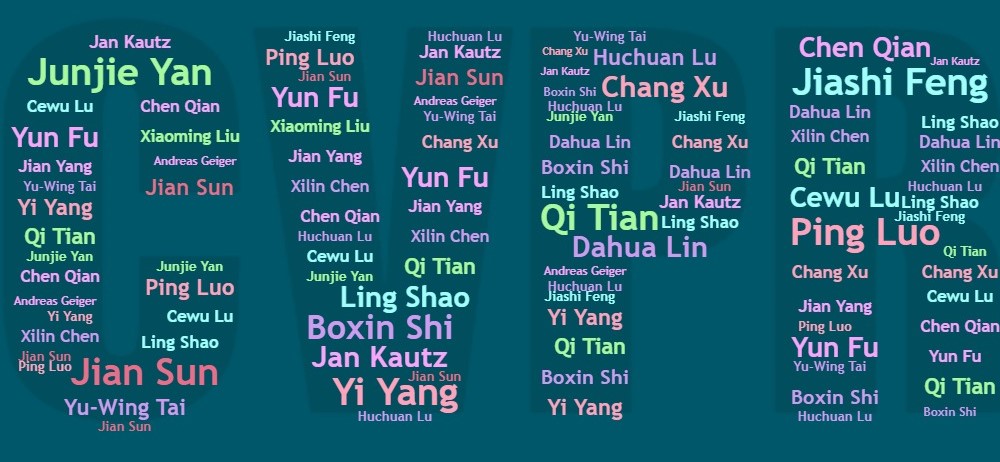 Jan Kautz
Junjie Yan
Cewu Lu
Chen Qian
Yun Fu
Xiaoming Liu
Jian Yang
Andreas Geiger
Yu-Wing Tai
Jian Sun
Yi Yang
Qi Tian
Junjie Yan
Junjie Yan
Chen Qian
Ping Luo
Andreas Geiger
Yi Yang
Cewu Lu
Xilin Chen
Ling Shao
Jian Sun
Ping Luo
Jian Sun
Yu-Wing Tai
Jian Sun
Jiashi Feng
Huchuan Lu
Ping Luo
Jan Kautz
Jian Sun
Jian Sun
Yun Fu
Andreas Geiger
Yu-Wing Tai
Xiaoming Liu
Chang Xu
Jian Yang
Yun Fu
Xilin Chen
Jian Yang
Chen Qian
Huchuan Lu
Xilin Chen
Cewu Lu
Qi Tian
Junjie Yan
Ling Shao
Boxin Shi
Jan Kautz
Jian Sun
Yi Yang
Huchuan Lu
Yu-Wing Tai
Chang Xu
Huchuan Lu
Jan Kautz
Chang Xu
Boxin Shi
Huchuan Lu
Junjie Yan
Jiashi Feng
Dahua Lin
Chang Xu
Boxin Shi
Dahua Lin
Jian Sun
Ling Shao
Jan Kautz
Qi Tian
Ling Shao
Dahua Lin
Andreas Geiger
Huchuan Lu
Jiashi Feng
Yi Yang
Qi Tian
Boxin Shi
Yi Yang
Chen Qian
Jan Kautz
Jiashi Feng
Dahua Lin
Ling Shao
Xilin Chen
Dahua Lin
Qi Tian
Xilin Chen
Huchuan Lu
Cewu Lu
Ling Shao
Jiashi Feng
Ping Luo
Qi Tian
Chang Xu
Chang Xu
Cewu Lu
Jian Yang
Ping Luo
Chen Qian
Yun Fu
Yun Fu
Yu-Wing Tai
Qi Tian
Boxin Shi
Boxin Shi
Huchuan Lu
CVPR